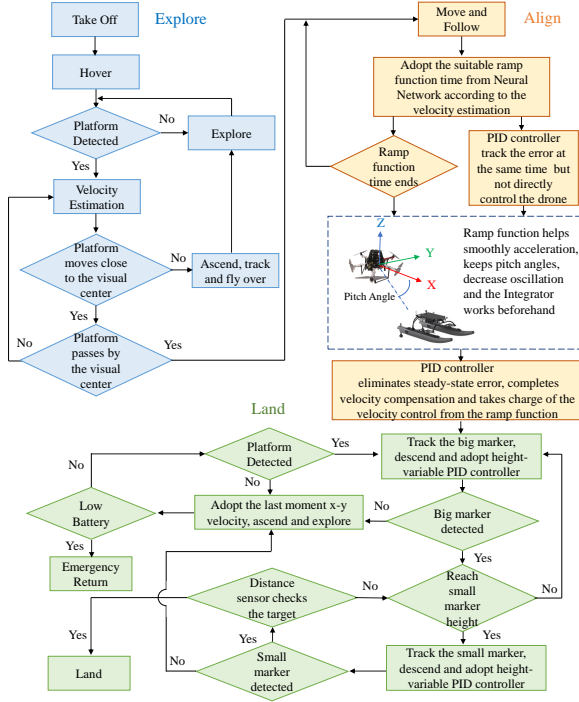 Explore
Take Off
Hover
Platform
Detected
No
Explore
Yes
Velocity
Estimation
Platform
moves close
to the visual
center
No
Ascend, track
and fly over
Yes
Platform
passes by
the visual
center
No
Yes
Align
Move and
Follow
Adopt the suitable ramp
function time from Neural
Network according to the
velocity estimation
Ramp
function
time ends
PID controller
track the error at
the same time but
not directly
control the drone
Z
Y
X
Pitch Angle
Ramp function helps
smoothly acceleration,
keeps pitch angles,
decrease oscillation
and the Integrator
works beforehand
PID controller
eliminates steady-state error, completes
velocity compensation and takes charge of the
velocity control from the ramp function
Land
Platform
Detected
Yes
No
No
Track the big marker,
descend and adopt height-
variable PID controller
Low
Battery
Adopt the last moment x-y
velocity, ascend and explore
No
Big marker
detected
Yes
Yes
Emergency
Return
Distance
sensor checks
the target
No
Reach
small
marker
height
No
Yes
Yes
Yes
Land
No
Small
marker
detected
Track the small marker,
descend and adopt height-
variable PID controller